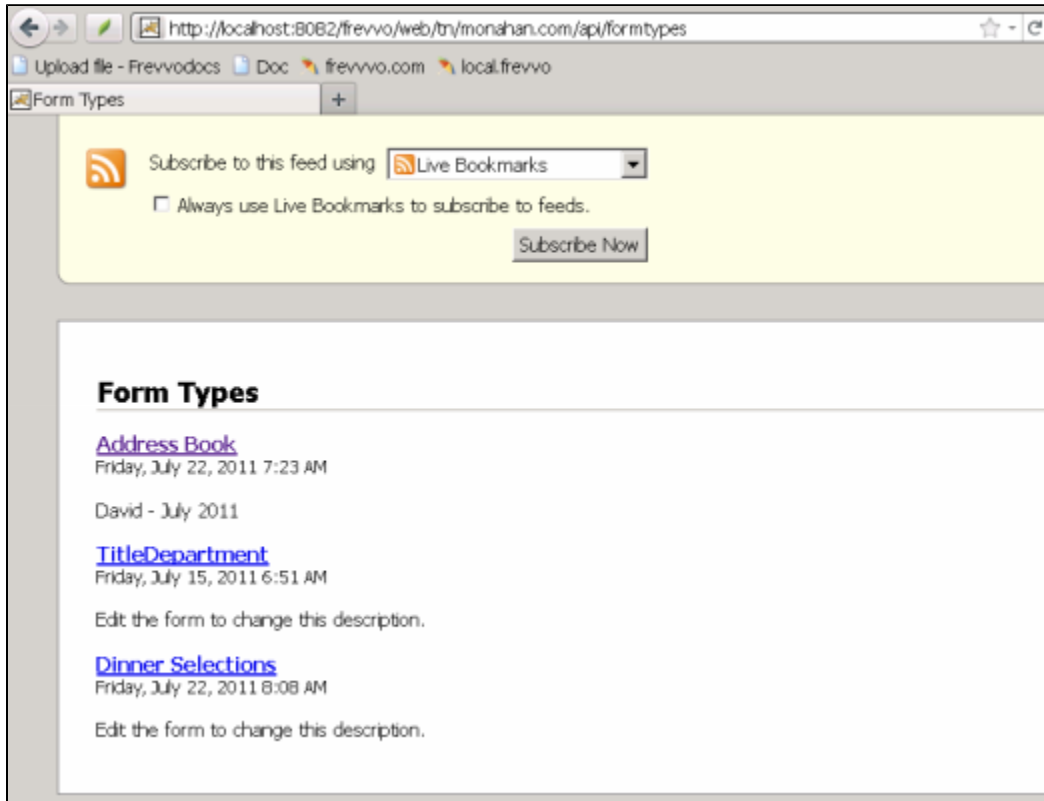 http://localhost:8082/frevvo/web/tn/monahan.com/api/formtypes
Upload file - Frevvodocs Doc frevvvo.com local.frevvo
Form Types +
Subscribe to this feed using Live Bookmarks
Always use Live Bookmarks to subscribe to feeds.
Subscribe Now
Form Types
Address Book
Friday, July 22, 2011 7:23 AM
David - July 2011
TitleDepartment
Friday, July 15, 2011 6:51 AM
Edit the form to change this description.
Dinner Selections
Friday, July 22, 2011 8:08 AM
Edit the form to change this description.